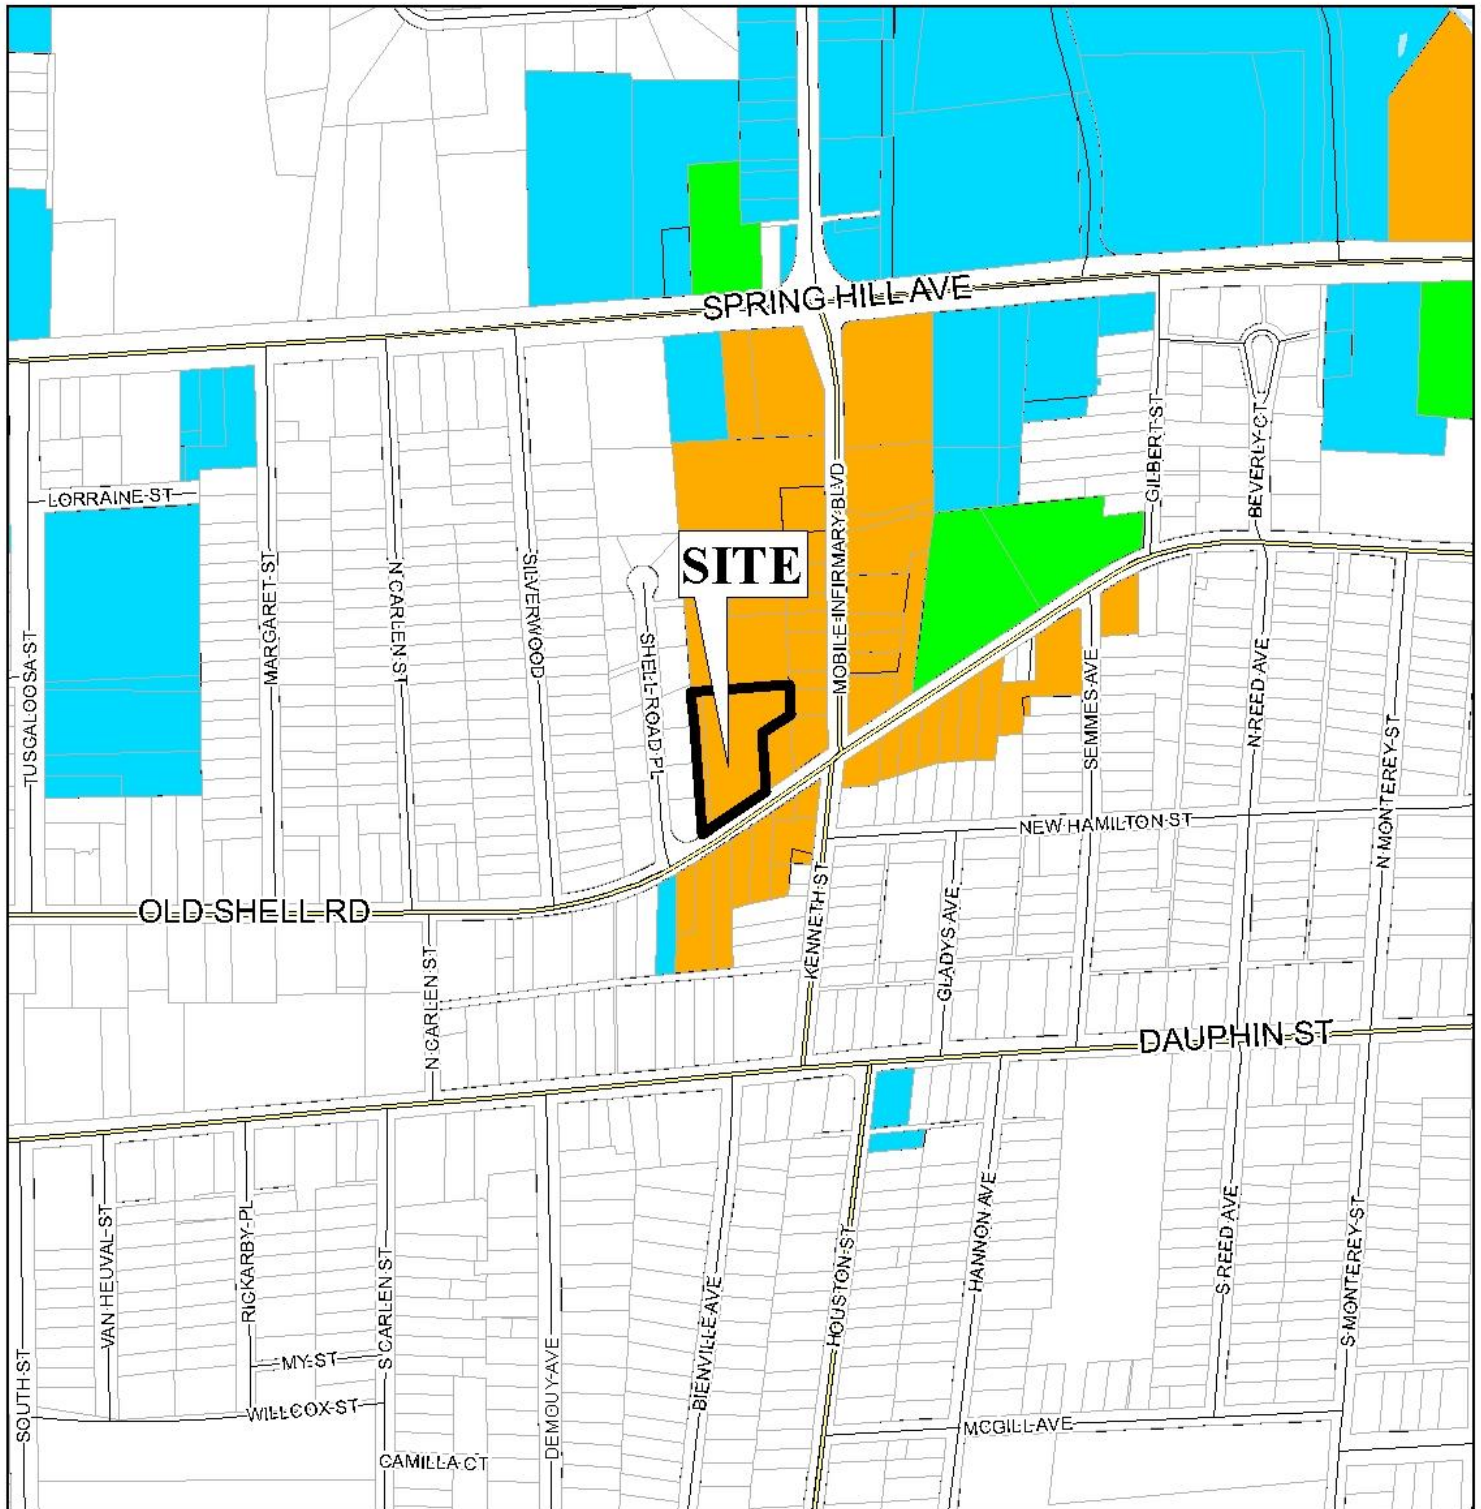 SPRING HILL AVE
LORRAINE ST
TUSCALOOSA ST
MARGARET ST
N CARLEN ST
SILVERWOOD
SITE
SHELL ROAD PL
MOBILE INFIRMARY BLVD
GILBERT ST
BEVERLY CT
SEMMES AVE
N REED AVE
N MONTEREY ST
NEW HAMILTON ST
OLD SHELL RD
KENNETH ST
GLADYS AVE
N CARLEN ST
DAUPHIN ST
SOUTH ST
VAN HEUVAL ST
RICKARBY PL
S CARLEN ST
MY ST
WILLCOX ST
CAMILLA CT
DEMOUY AVE
BIENVILLE AVE
HOUSTON ST
HANNON AVE
S REED AVE
S MONTEREY ST
MCGILL AVE